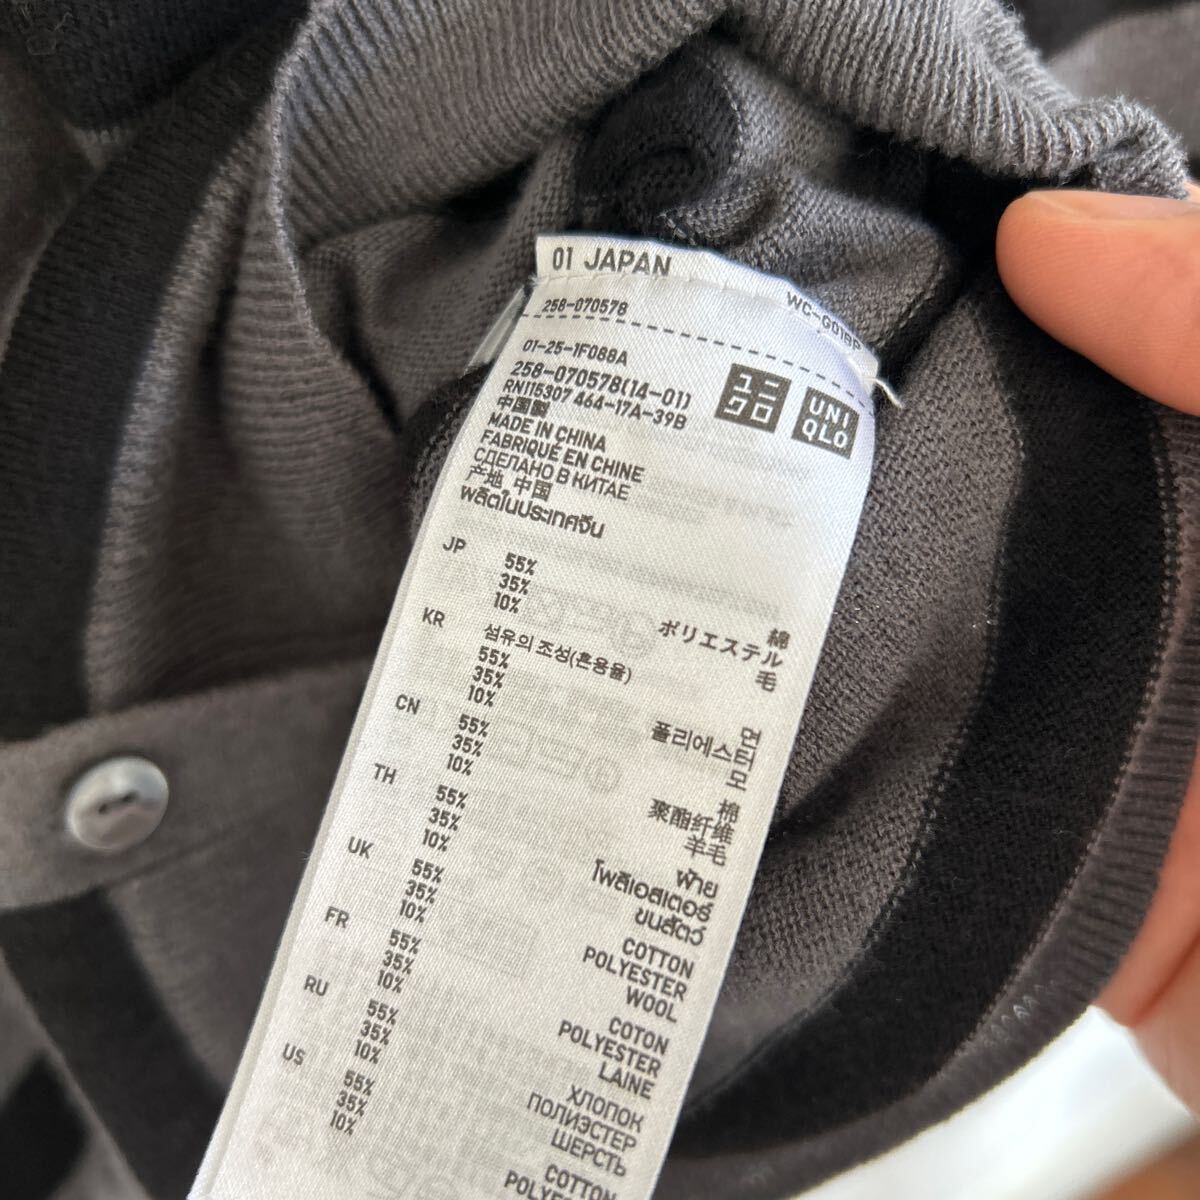 01 JAPAN
WC-G01BP
258-070578
01-25-1F088A
258-070578(14-01)
RN115307 464-17A-39B
ユニ
クロ
UNI
QLO
中国製
MADE IN CHINA
FABRIQUÉ EN CHINE
СДЕЛАНО В КИТАЕ
产地 中国
ผลิตในประเทศจีน
JP
55% 綿
35% ポリエステル
10% 毛
KR
섬유의 조성(혼용율)
55% 면
35% 폴리에스터
10% 모
CN
55% 棉
35% 聚酯纤维
10% 羊毛
TH
55% ฝ้าย
35% โพลีเอสเตอร์
10% ขนสัตว์
UK
55% COTTON
35% POLYESTER
10% WOOL
FR
55% COTON
35% POLYESTER
10% LAINE
RU
55% ХЛОПОК
35% ПОЛИЭСТЕР
10% ШЕРСТЬ
US
55% COTTON
35% POLYESTER
10%